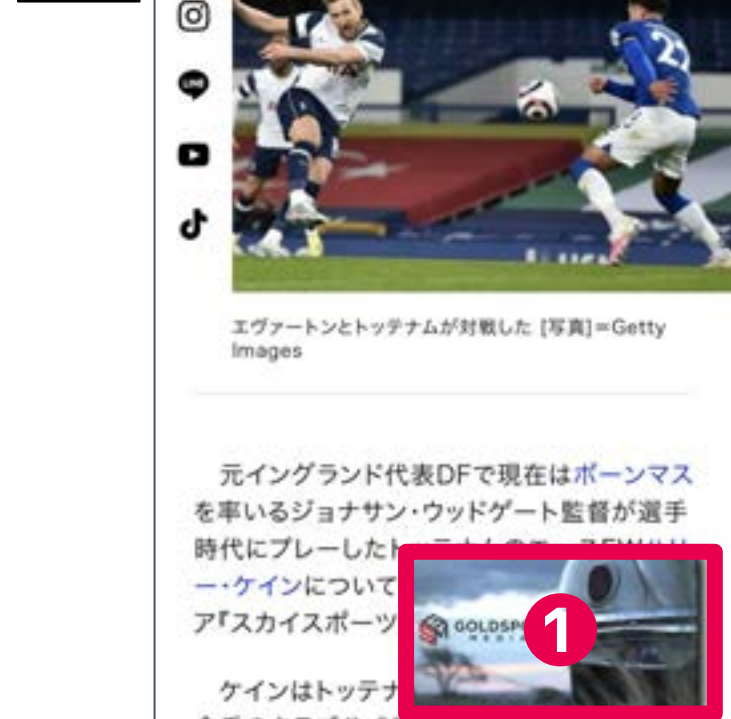 LINE
27
エヴァートンとトッテナムが対戦した [写真]=Getty
Images
元イングランド代表DFで現在はボーンマス
を率いるジョナサン・ウッドゲート監督が選手
時代にプレーしたト
ー・ケインについて
ア『スカイスポーツ
GOLDSP
MEDI
1
ケインはトッテナ